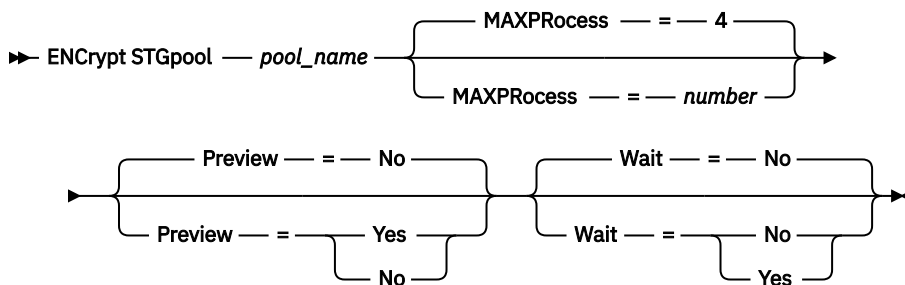 MAXPRocess = 4
ENCrypt STGpool pool_name
MAXPRocess = number
Preview = No Wait = No
Preview = Yes Wait = No
No Yes